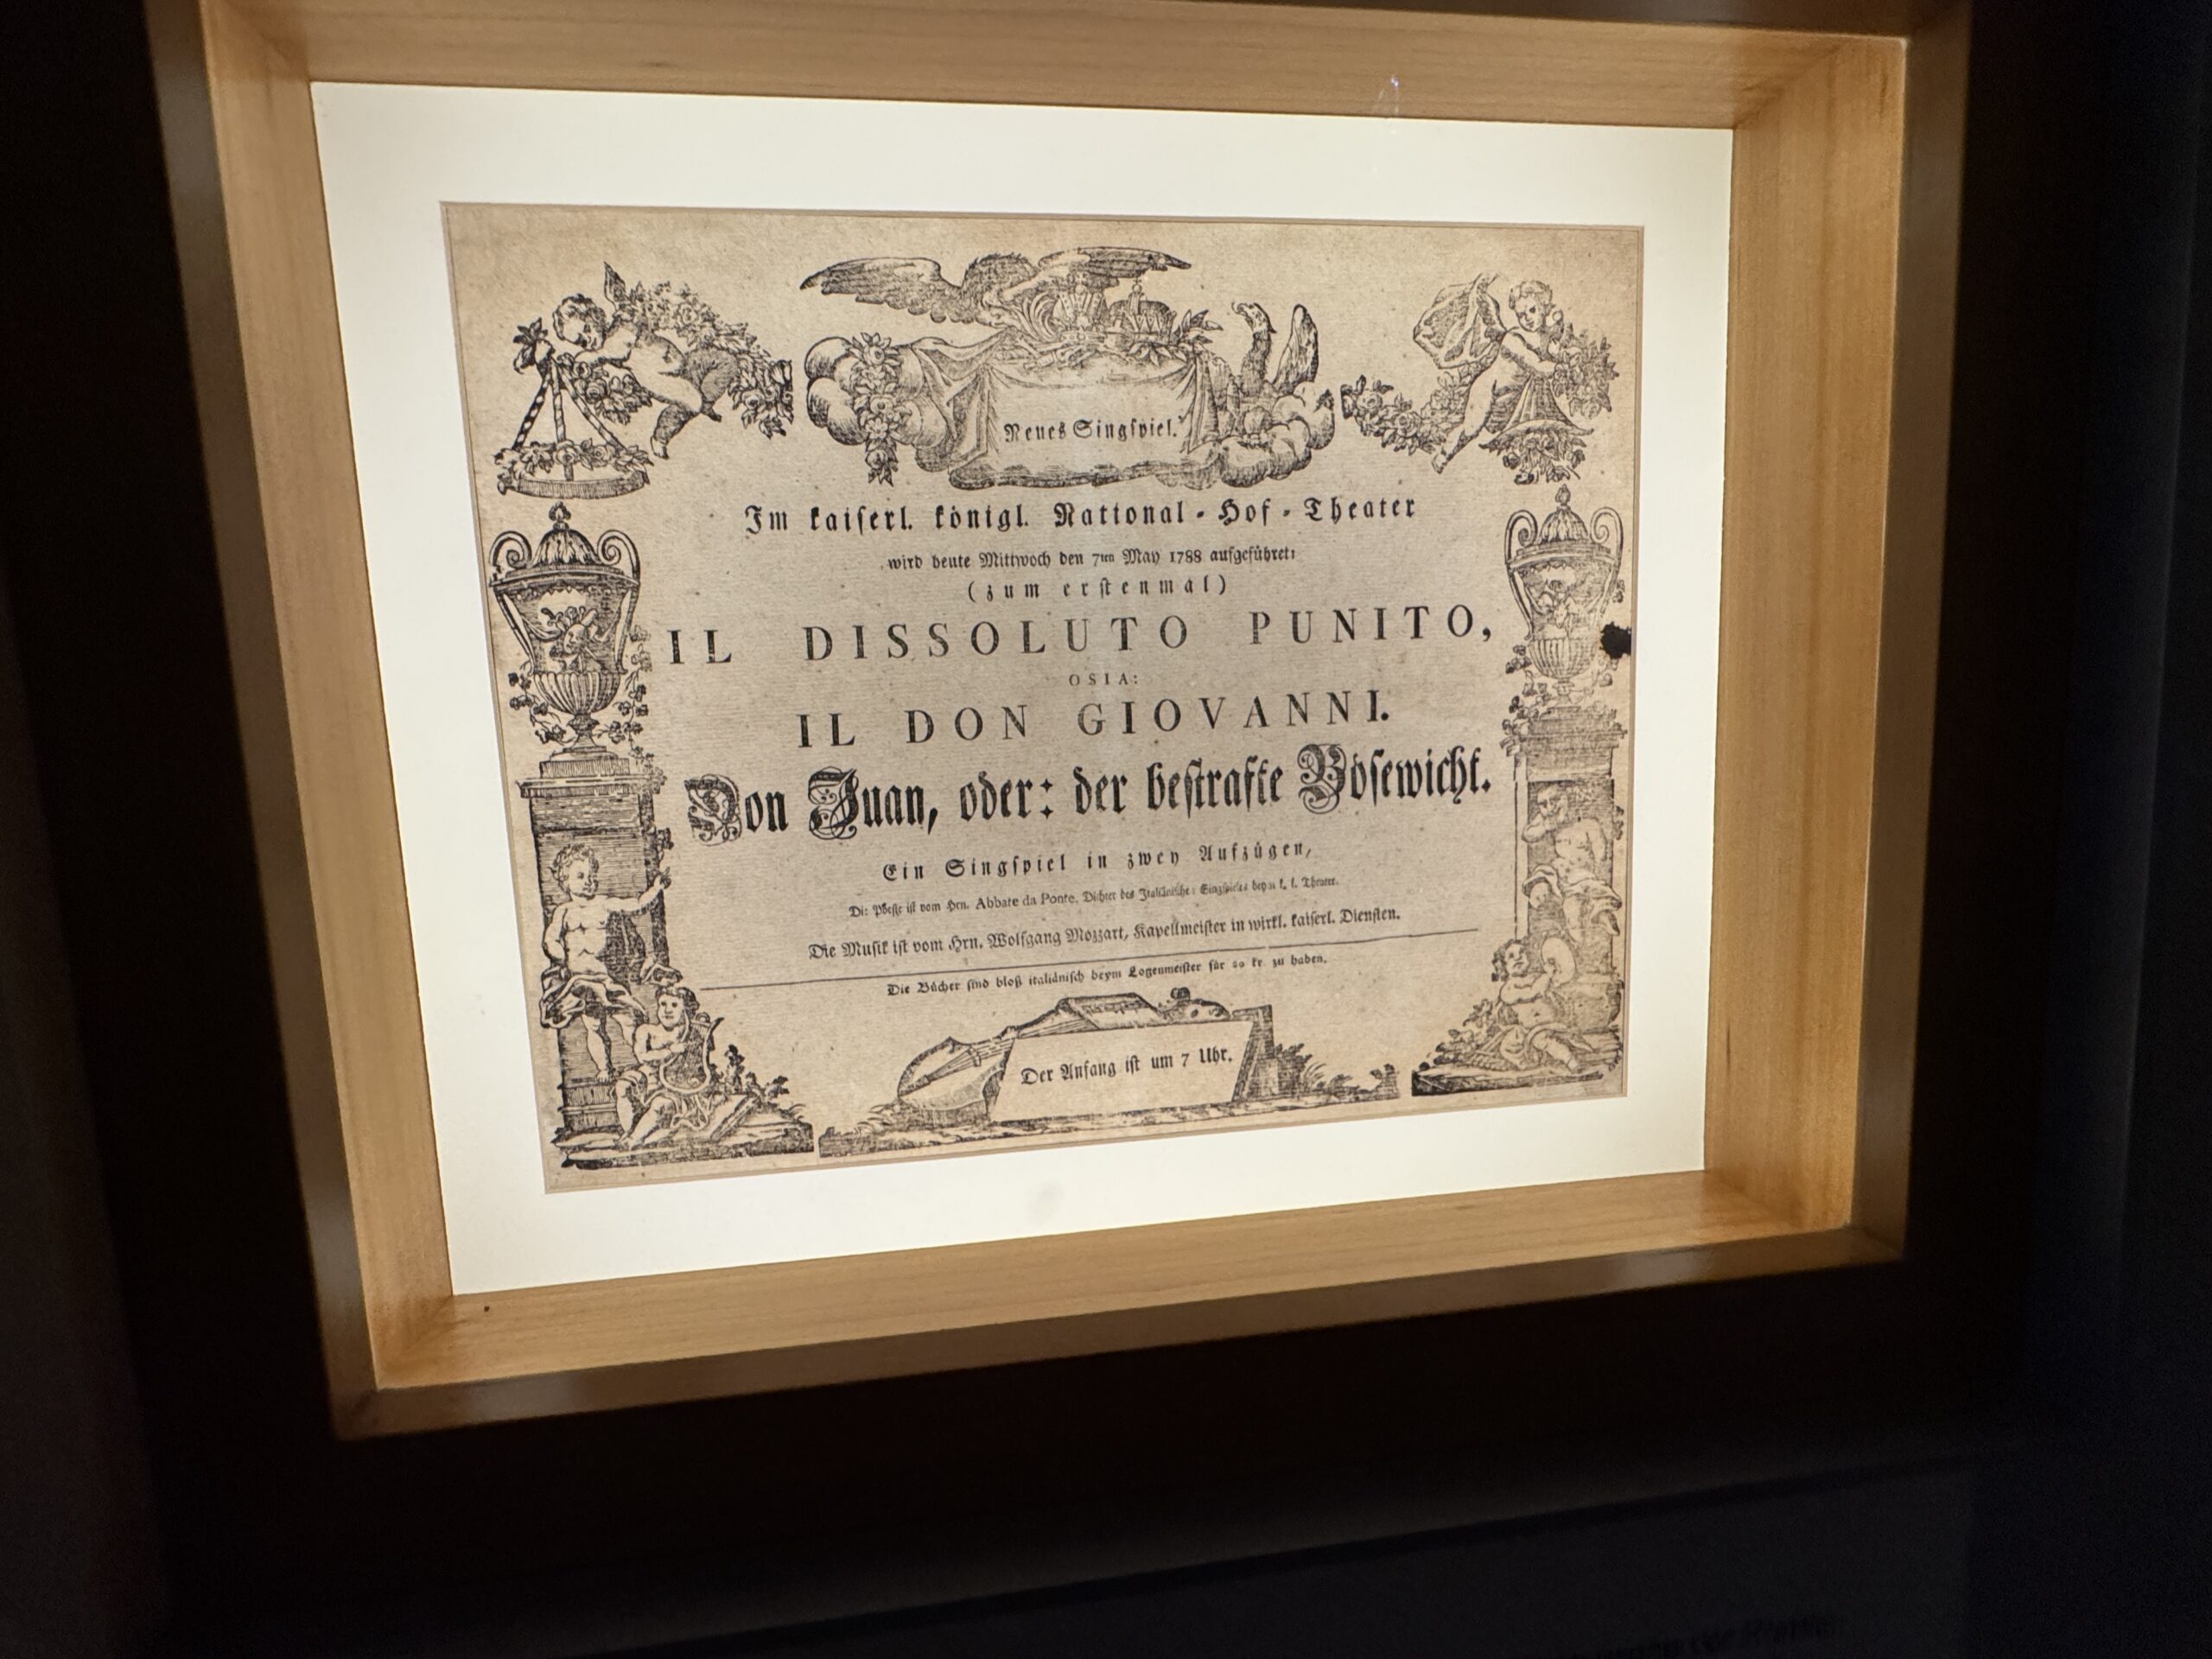 Neues Singspiel.
Im kaiserl. königl. National-Hof-Theater
wird heute Mittwoch den 7ten May 1788 aufgeführet:
(zum erstenmal)
IL DISSOLUTO PUNITO,
OSIA:
IL DON GIOVANNI.
Don Juan, oder: der bestrafte Bösewicht.
Ein Singspiel in zwey Aufzügen,
Die Poesie ist vom Hrn. Abbate da Ponte, Dichter des Italiänischen Singspieles beym k. k. Theater.
Die Musik ist vom Hrn. Wolfgang Mozzart, Kapellmeister in wirkl. kaiserl. Diensten.
Die Bücher sind bloß italiänisch beym Logenmeister für 20 kr. zu haben.
Der Anfang ist um 7 Uhr.